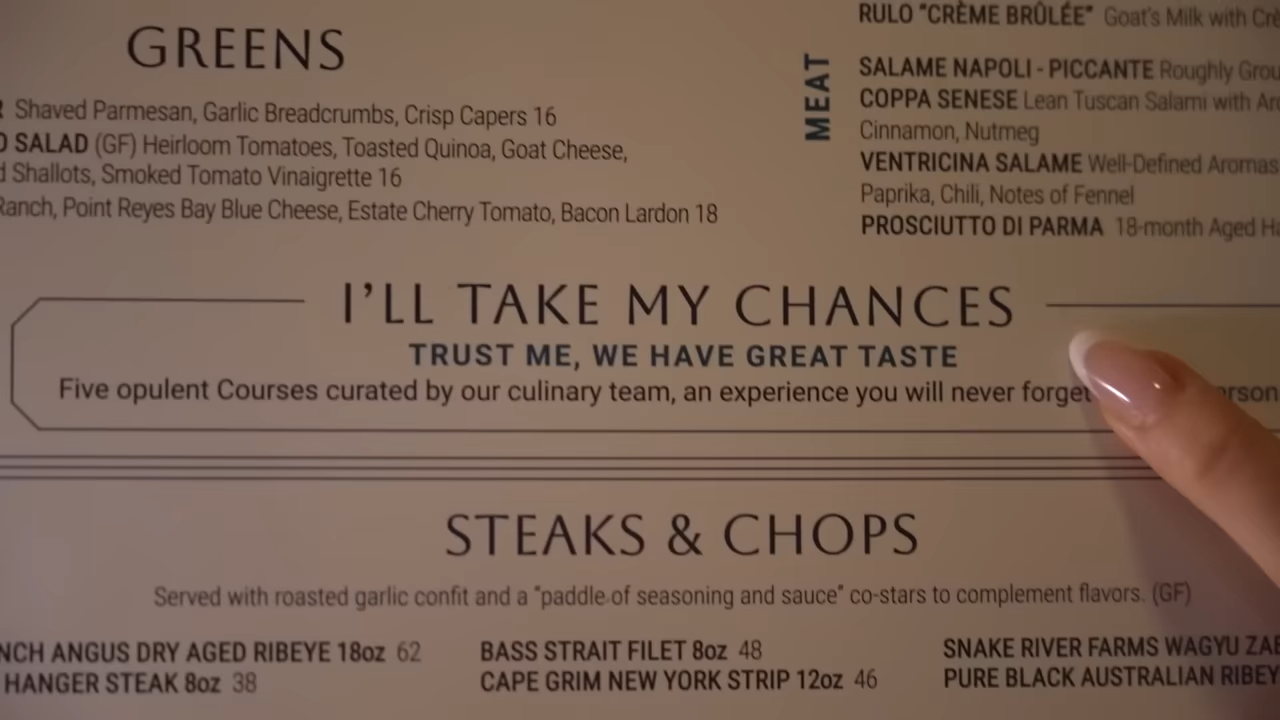 GREENS
Shaved Parmesan, Garlic Breadcrumbs, Crisp Capers 16
SALAD (GF) Heirloom Tomatoes, Toasted Quinoa, Goat Cheese,
Shallots, Smoked Tomato Vinaigrette 16
Ranch, Point Reyes Bay Blue Cheese, Estate Cherry Tomato, Bacon Lardon 18
RULO "CRÈME BRÛLÉE" Goat's Milk with
MEAT
SALAME NAPOLI - PICCANTE Roughly
COPPA SENESE Lean Tuscan Salami with
Cinnamon, Nutmeg
VENTRICINA SALAME Well-Defined Aromas
Paprika, Chili, Notes of Fennel
PROSCIUTTO DI PARMA 18-month Aged
I'LL TAKE MY CHANCES
TRUST ME, WE HAVE GREAT TASTE
Five opulent Courses curated by our culinary team, an experience you will never forget
STEAKS & CHOPS
Served with roasted garlic confit and a "paddle of seasoning and sauce" co-stars to complement flavors. (GF)
ANGUS DRY AGED RIBEYE 18oz 62
HANGER STEAK 8oz 38
BASS STRAIT FILET 8oz 48
CAPE GRIM NEW YORK STRIP 12oz 46
SNAKE RIVER FARMS WAGYU
PURE BLACK AUSTRALIAN